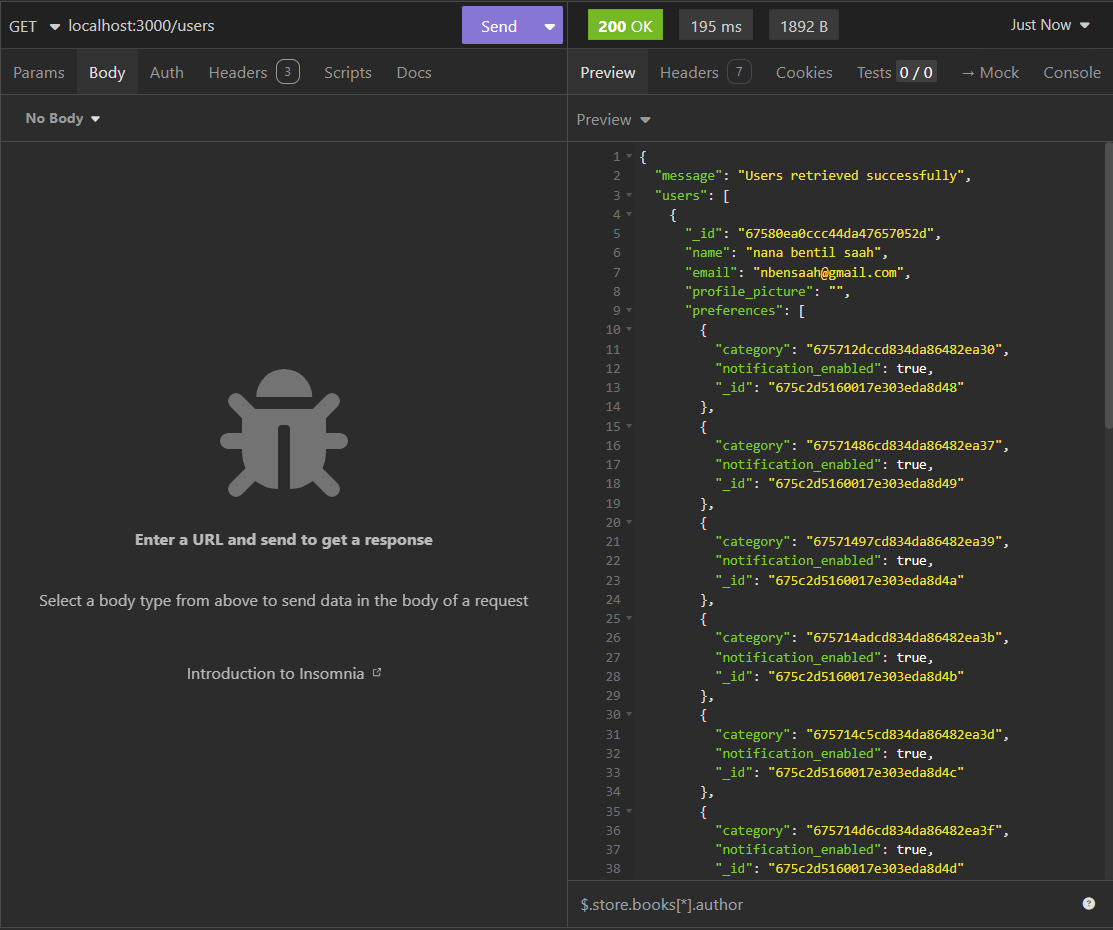 GET localhost:3000/users Send 200 OK 195 ms 1892 B Just Now
Params Body Auth Headers 3 Scripts Docs
Preview Headers 7 Cookies Tests 0 / 0 → Mock Console
No Body
Preview
Enter a URL and send to get a response
Select a body type from above to send data in the body of a request
Introduction to Insomnia
1 {
2 "message": "Users retrieved successfully",
3 "users": [
4 {
5 "_id": "67580ea0ccc44da47657052d",
6 "name": "nana bentil saah",
7 "email": "nbensaah@gmail.com",
8 "profile_picture": "",
9 "preferences": [
10 {
11 "category": "675712dccd834da86482ea30",
12 "notification_enabled": true,
13 "_id": "675c2d5160017e303eda8d48"
14 },
15 {
16 "category": "67571486cd834da86482ea37",
17 "notification_enabled": true,
18 "_id": "675c2d5160017e303eda8d49"
19 },
20 {
21 "category": "67571497cd834da86482ea39",
22 "notification_enabled": true,
23 "_id": "675c2d5160017e303eda8d4a"
24 },
25 {
26 "category": "675714adcd834da86482ea3b",
27 "notification_enabled": true,
28 "_id": "675c2d5160017e303eda8d4b"
29 },
30 {
31 "category": "675714c5cd834da86482ea3d",
32 "notification_enabled": true,
33 "_id": "675c2d5160017e303eda8d4c"
34 },
35 {
36 "category": "675714d6cd834da86482ea3f",
37 "notification_enabled": true,
38 "_id": "675c2d5160017e303eda8d4d"
$.store.books[*].author
?